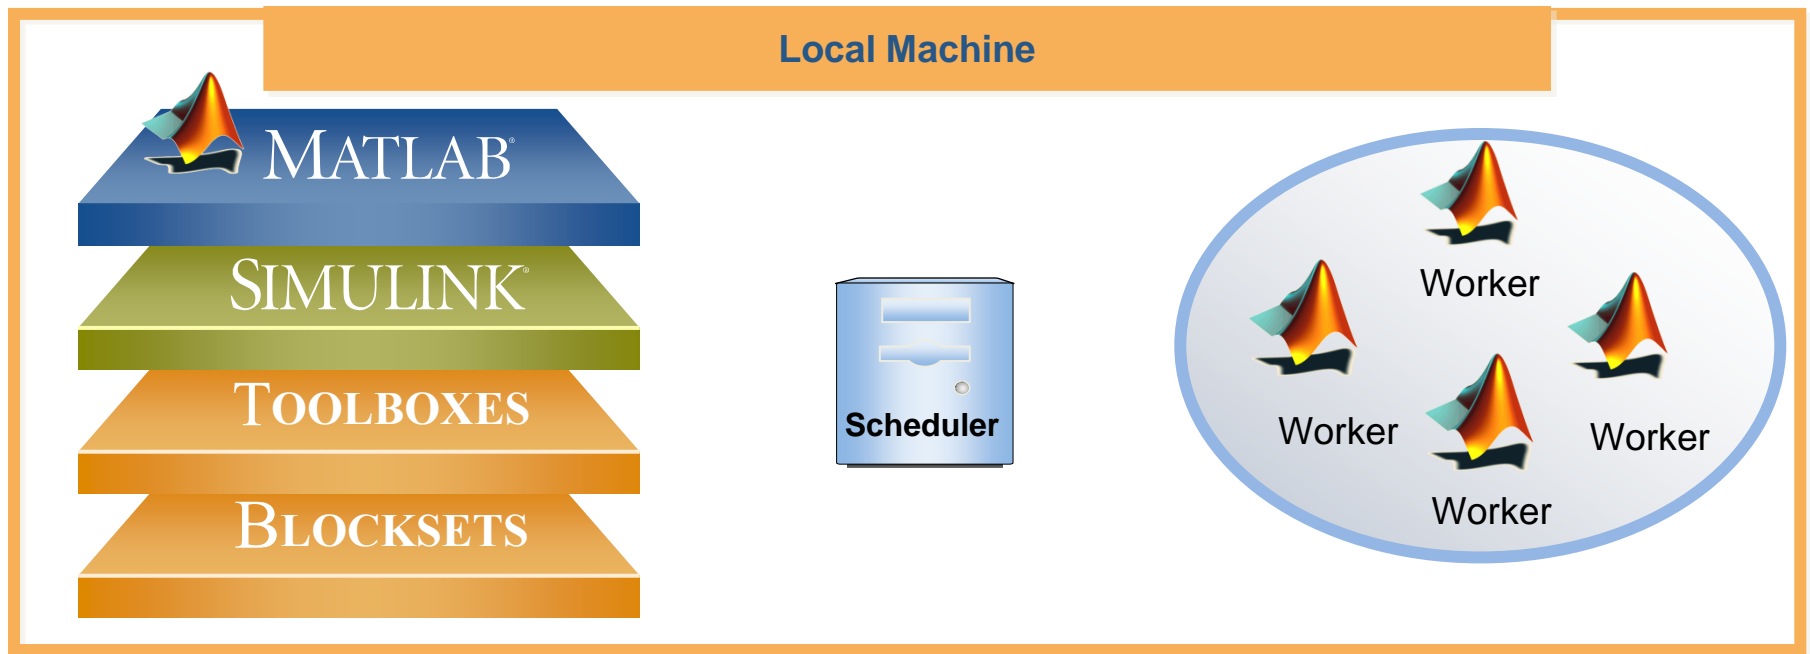 Local Machine
MATLAB®
SIMULINK®
TOOLBOXES
BLOCKSETS
Scheduler
Worker
Worker
Worker
Worker